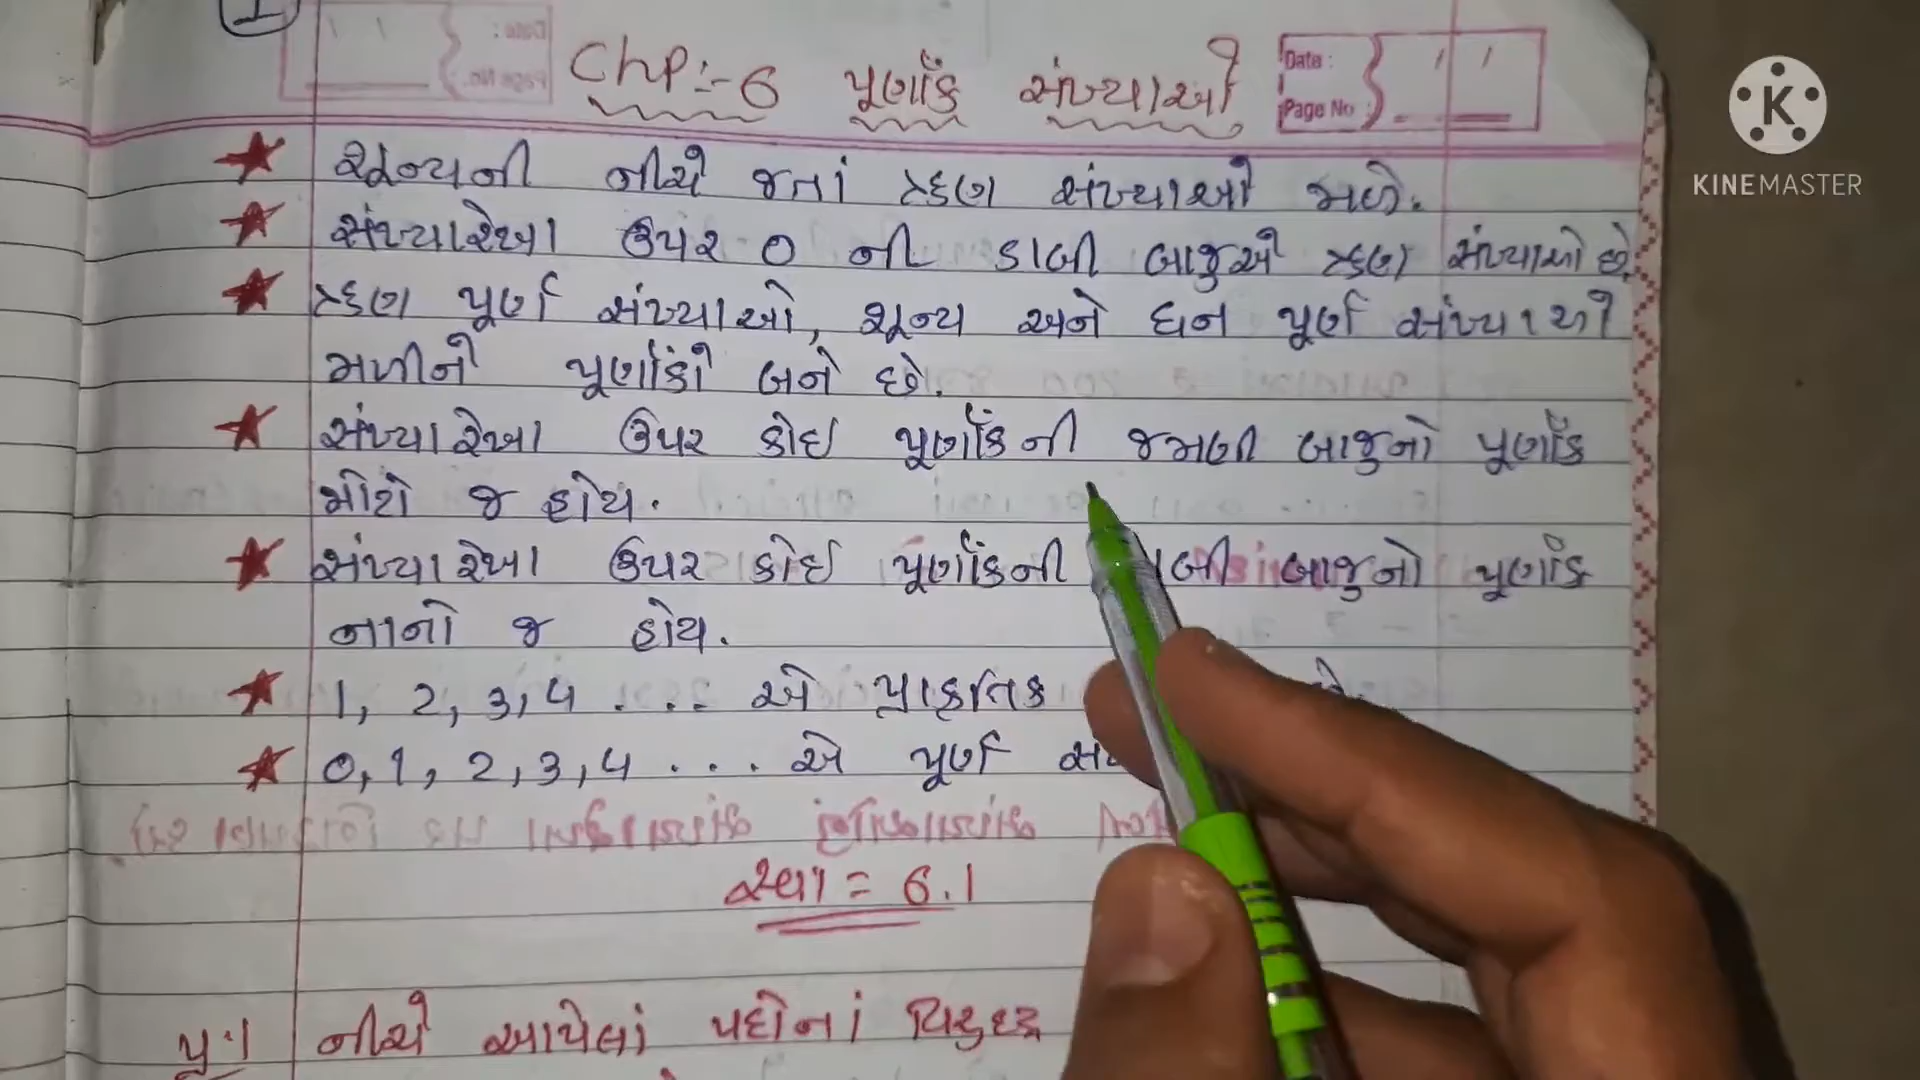 Chp:-6 પૂર્ણાંક સંખ્યાઓ
Date :
Page No :
KINEMASTER
★ શૂન્યની નીચે જતાં ઋણ સંખ્યાઓ મળે.
★ સંખ્યારેખા ઉપર 0 ની ડાબી બાજુએ ઋણ સંખ્યાઓ છે.
★ ઋણ પૂર્ણ સંખ્યાઓ, શૂન્ય અને ધન પૂર્ણ સંખ્યાઓ
મળીને પૂર્ણાંકો બને છે.
★ સંખ્યારેખા ઉપર કોઇ પૂર્ણાંકની જમણી બાજુનો પૂર્ણાંક
મોટો જ હોય.
★ સંખ્યારેખા ઉપર કોઇ પૂર્ણાંકની બાજુનો પૂર્ણાંક
નાનો જ હોય.
★ 1, 2, 3, 4 .... એ પ્રાકૃતિક
★ 0, 1, 2, 3, 4 ... એ પૂર્ણ
સ્વા = 6.1
પ્ર.1 નીચે આપેલાં પદોનાં વિરુદ્ધ